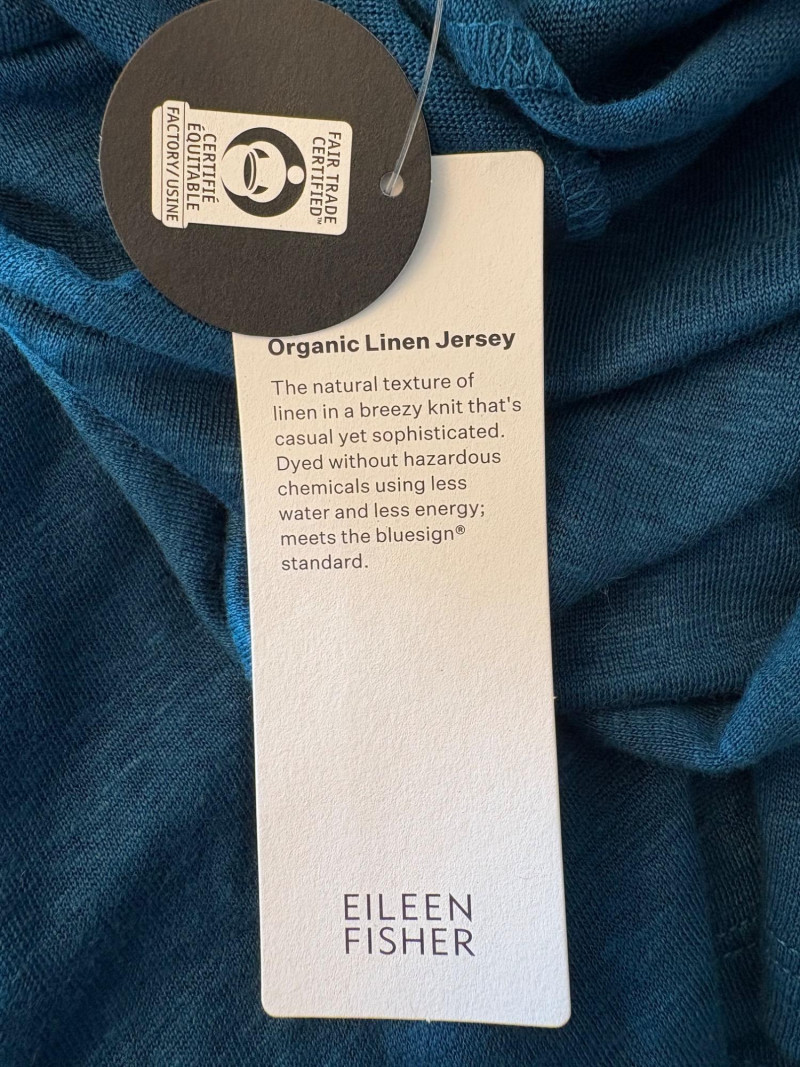 FAIR TRADE
CERTIFIED™
CERTIFIÉ
ÉQUITABLE
FACTORY/USINE
Organic Linen Jersey
The natural texture of
linen in a breezy knit that's
casual yet sophisticated.
Dyed without hazardous
chemicals using less
water and less energy;
meets the bluesign®
standard.
EILEEN
FISHER